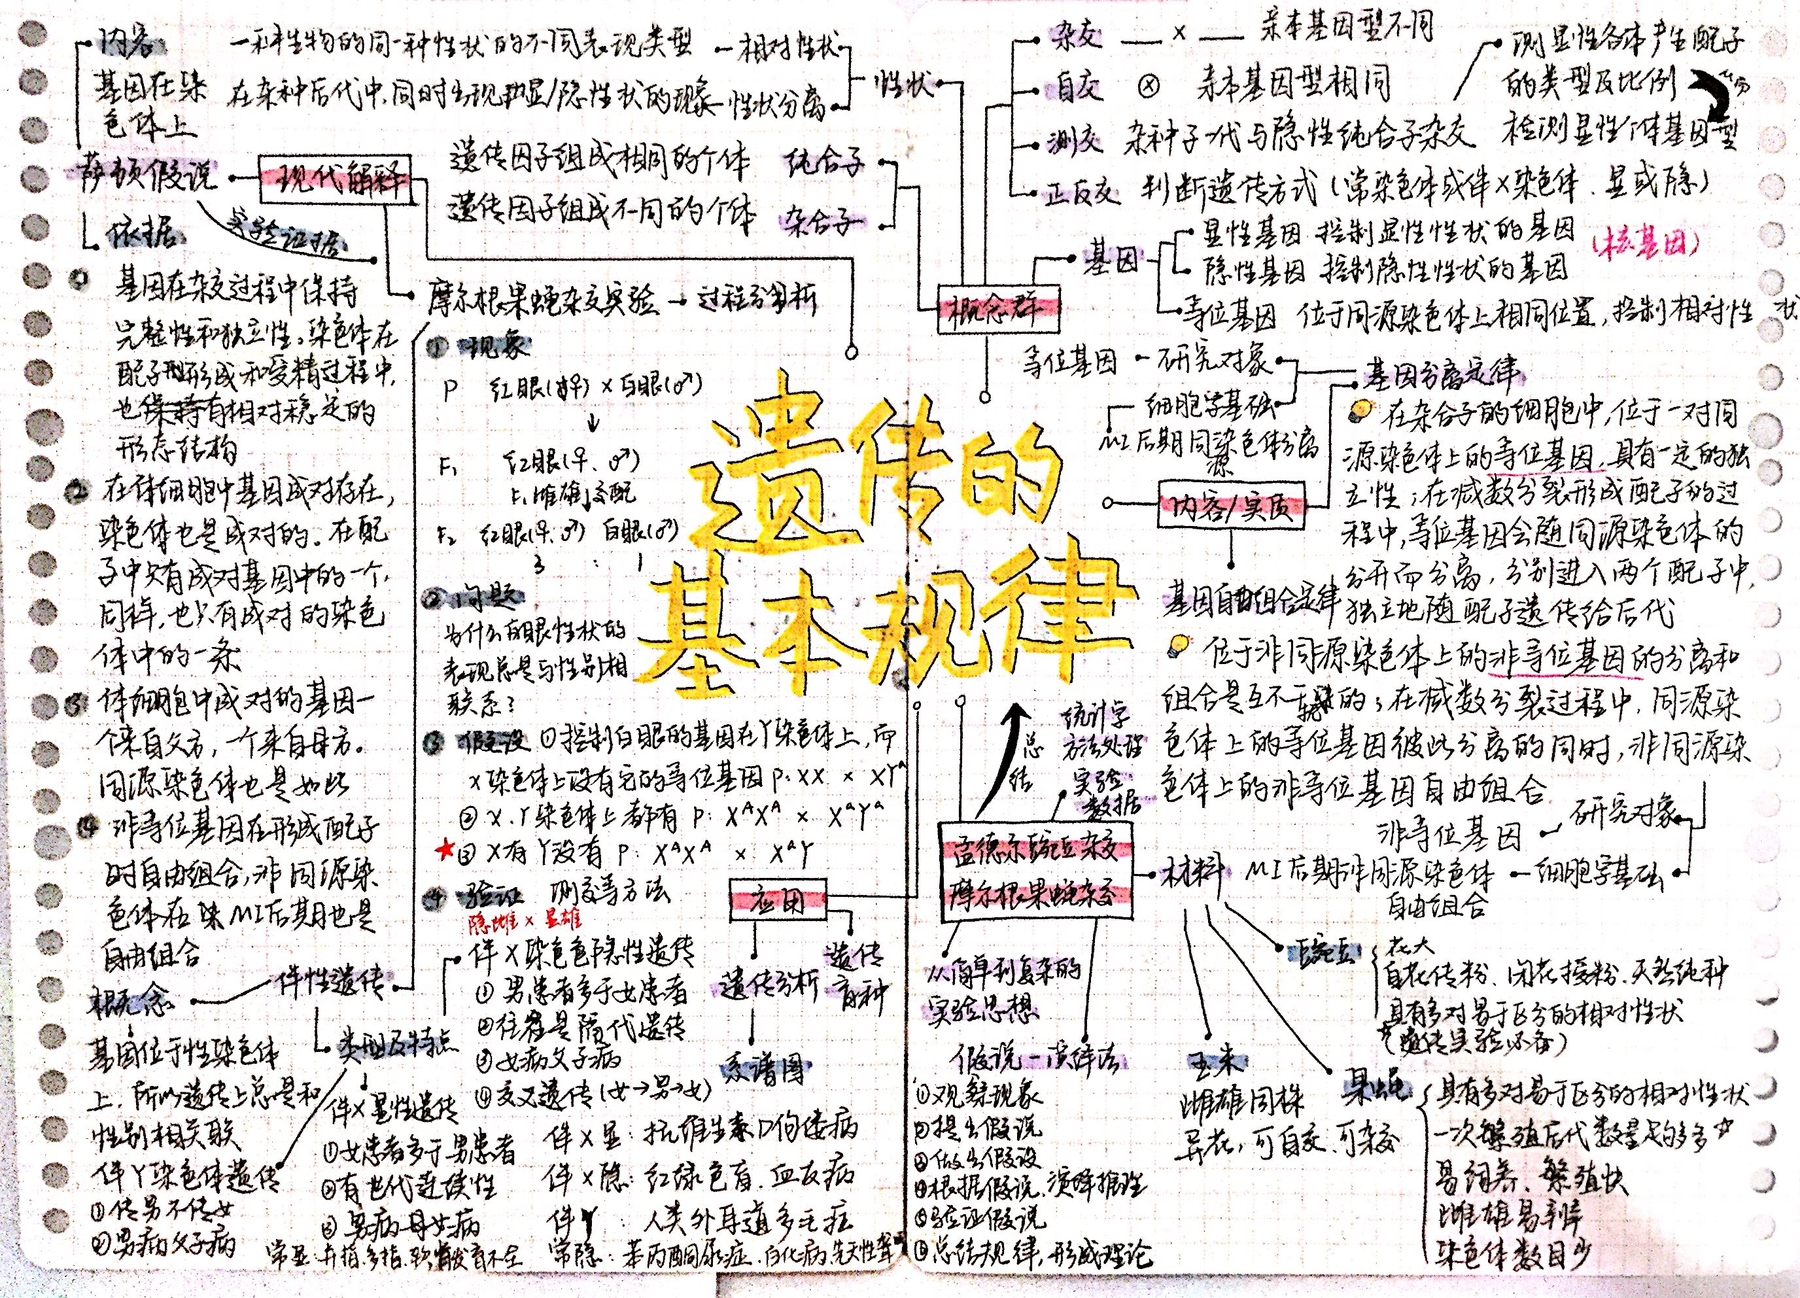 内容
基因在染
色体上
一种生物的同一种性状的不同表现类型 — 相对性状
在杂种后代中,同时出现显/隐性状的现象 — 性状分离
性状
萨顿假说
现代解释
遗传因子组成相同的个体 纯合子
遗传因子组成不同的个体 杂合子
依据
实验证据
① 基因在杂交过程中保持
完整性和独立性。染色体在
配子形成和受精过程中,
也保持有相对稳定的
形态结构
② 在体细胞中基因成对存在,
染色体也是成对的。在配
子中只有成对基因中的一个,
同样,也只有成对的染色
体中的一条
③ 体细胞中成对的基因一
个来自父方,一个来自母方。
同源染色体也是如此
④ 非等位基因在形成配子
时自由组合,非同源染
色体在 MI后期也是
自由组合
摩尔根果蝇杂交实验 → 过程分析
① 现象
P 红眼(♀) × 白眼(♂)
↓
F₁ 红眼(♀、♂)
↓雌雄交配
F₂ 红眼(♀、♂) 白眼(♂)
3 : 1
② 问题
为什么白眼性状的
表现总是与性别相
联系?
③ 假设 ①控制白眼的基因在Y染色体上,而
X染色体上没有它的等位基因 P: XX × XYᵃ
② X、Y染色体上都有 P: XᴬXᴬ × XᵃYᵃ
★③ X有Y没有 P: XᴬXᴬ × XᵃY
④ 验证 测交等方法
隐雌 × 显雄
概念
伴性遗传
基因位于性染色体
上,所以遗传上总是和
性别相关联
类型及特点
伴X染色色隐性遗传
① 男患者多于女患者
② 往往是隔代遗传
③ 女病父子病
④ 交叉遗传(女→男→女)
伴X显性遗传
①女患者多于男患者
②有世代连续性
③ 男病母女病
伴Y染色体遗传
①传男不传女
②男病父子病
伴X显: 抗维生素D佝偻病
伴X隐: 红绿色盲、血友病
伴Y: 人类外耳道多毛症
常显: 并指、多指、软骨发育不全
常隐: 苯丙酮尿症、白化病、先天性聋哑
遗传的
基本规律
应用
遗传分析
遗传
育种
系谱图
概念群
杂交 __ × __ 亲本基因型不同
自交 ⊗ 亲本基因型相同
测交 杂种子一代与隐性纯合子杂交
正反交 判断遗传方式(常染色体或伴X染色体、显或隐)
测显性个体产生配子
的类型及比例
检测显性个体基因型
基因
显性基因 控制显性性状的基因
隐性基因 控制隐性性状的基因
(核基因)
等位基因 位于同源染色体上相同位置,控制相对性状
等位基因 — 研究对象
细胞学基础
MI后期同源染色体分离
基因分离定律
在杂合子的细胞中,位于一对同
源染色体上的等位基因,具有一定的独
立性;在减数分裂形成配子的过
程中,等位基因会随同源染色体的
分开而分离,分别进入两个配子中,
独立地随配子遗传给后代
内容/实质
基因自由组合定律
位于非同源染色体上的非等位基因的分离和
组合是互不干扰的;在减数分裂过程中,同源染
色体上的等位基因彼此分离的同时,非同源染
色体上的非等位基因自由组合
非等位基因 研究对象
MI后期非同源染色体 — 细胞学基础
自由组合
总结
统计学
方法处理
实验
数据
孟德尔豌豆杂交
摩尔根果蝇杂交
材料
从简单到复杂的
实验思想
假说—演绎法
①观察现象
②提出假说
③做出假设
④根据假说,演绎推理
⑤验证假说
⑥总结规律,形成理论
豌豆
花大
自花传粉、闭花授粉、天然纯种
具有多对易于区分的相对性状
(遗传实验必备)
玉米
雌雄同株
异花,可自交、可杂交
果蝇
具有多对易于区分的相对性状
一次繁殖后代数量足够多☆
易饲养、繁殖快
雌雄易辨
染色体数目少